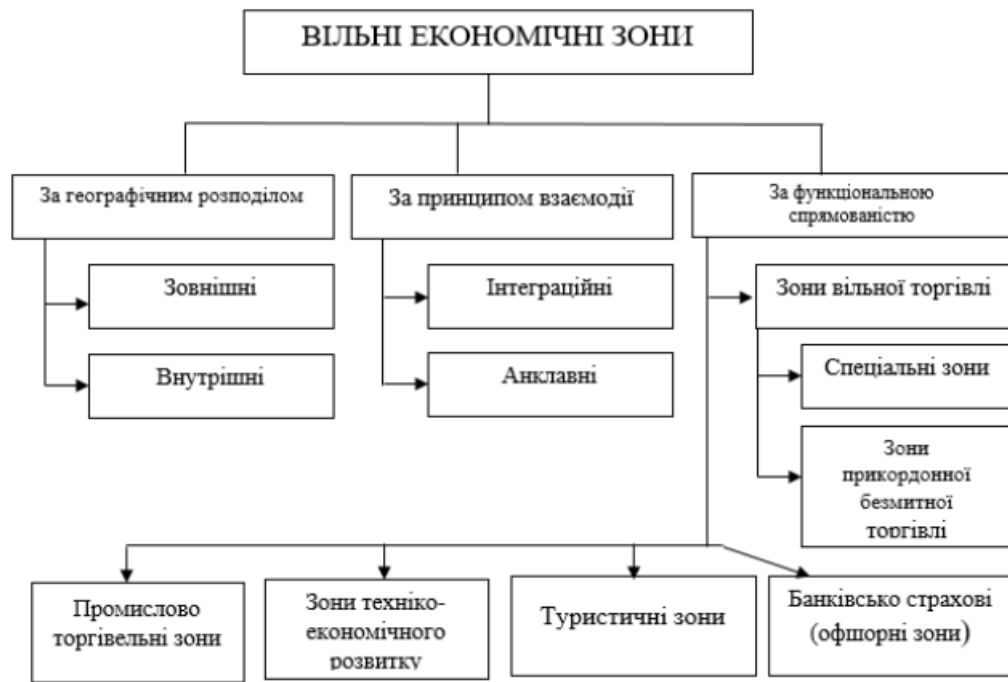 ВІЛЬНІ ЕКОНОМІЧНІ ЗОНИ
За географічним розподілом
За принципом взаємодії
За функціональною
спрямованістю
Зовнішні
Інтеграційні
Зони вільної торгівлі
Внутрішні
Анклавні
Спеціальні зони
Зони
прикордонної
безмитної
торгівлі
Промислово
торгівельні зони
Зони техніко-
економічного
розвитку
Туристичні зони
Банківсько страхові
(офшорні зони)